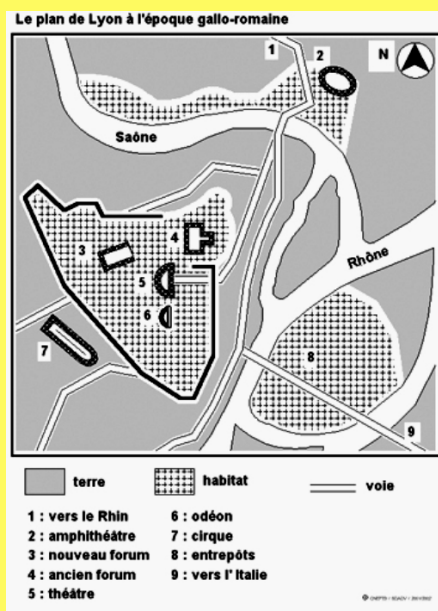 Le plan de Lyon à l'époque gallo-romaine
1
2
N
Saône
3
4
Rhône
5
6
7
8
9
terre
habitat
voie
1 : vers le Rhin
2 : amphithéâtre
3 : nouveau forum
4 : ancien forum
5 : théâtre
6 : odéon
7 : cirque
8 : entrepôts
9 : vers l' Italie